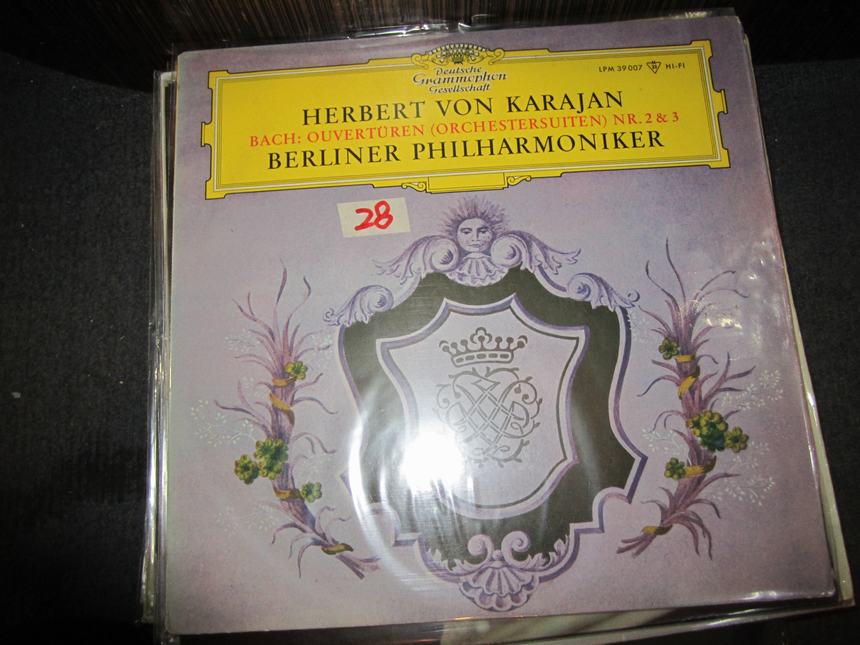 Deutsche
Grammophon
Gesellschaft
LPM 39007 HI-FI
HERBERT VON KARAJAN
BACH: OUVERTÜREN (ORCHESTERSUITEN) NR. 2 & 3
BERLINER PHILHARMONIKER
28